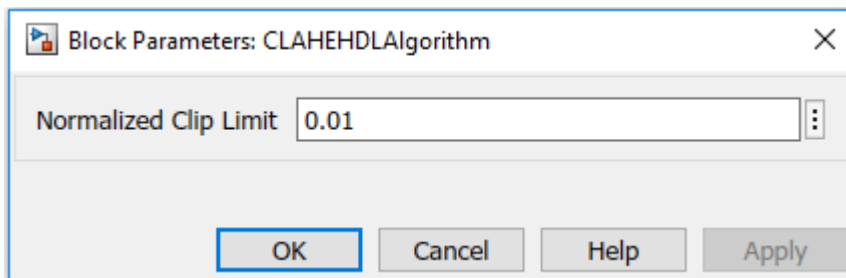 Block Parameters: CLAHEHDLAlgorithm
Normalized Clip Limit 0.01
OK Cancel Help Apply